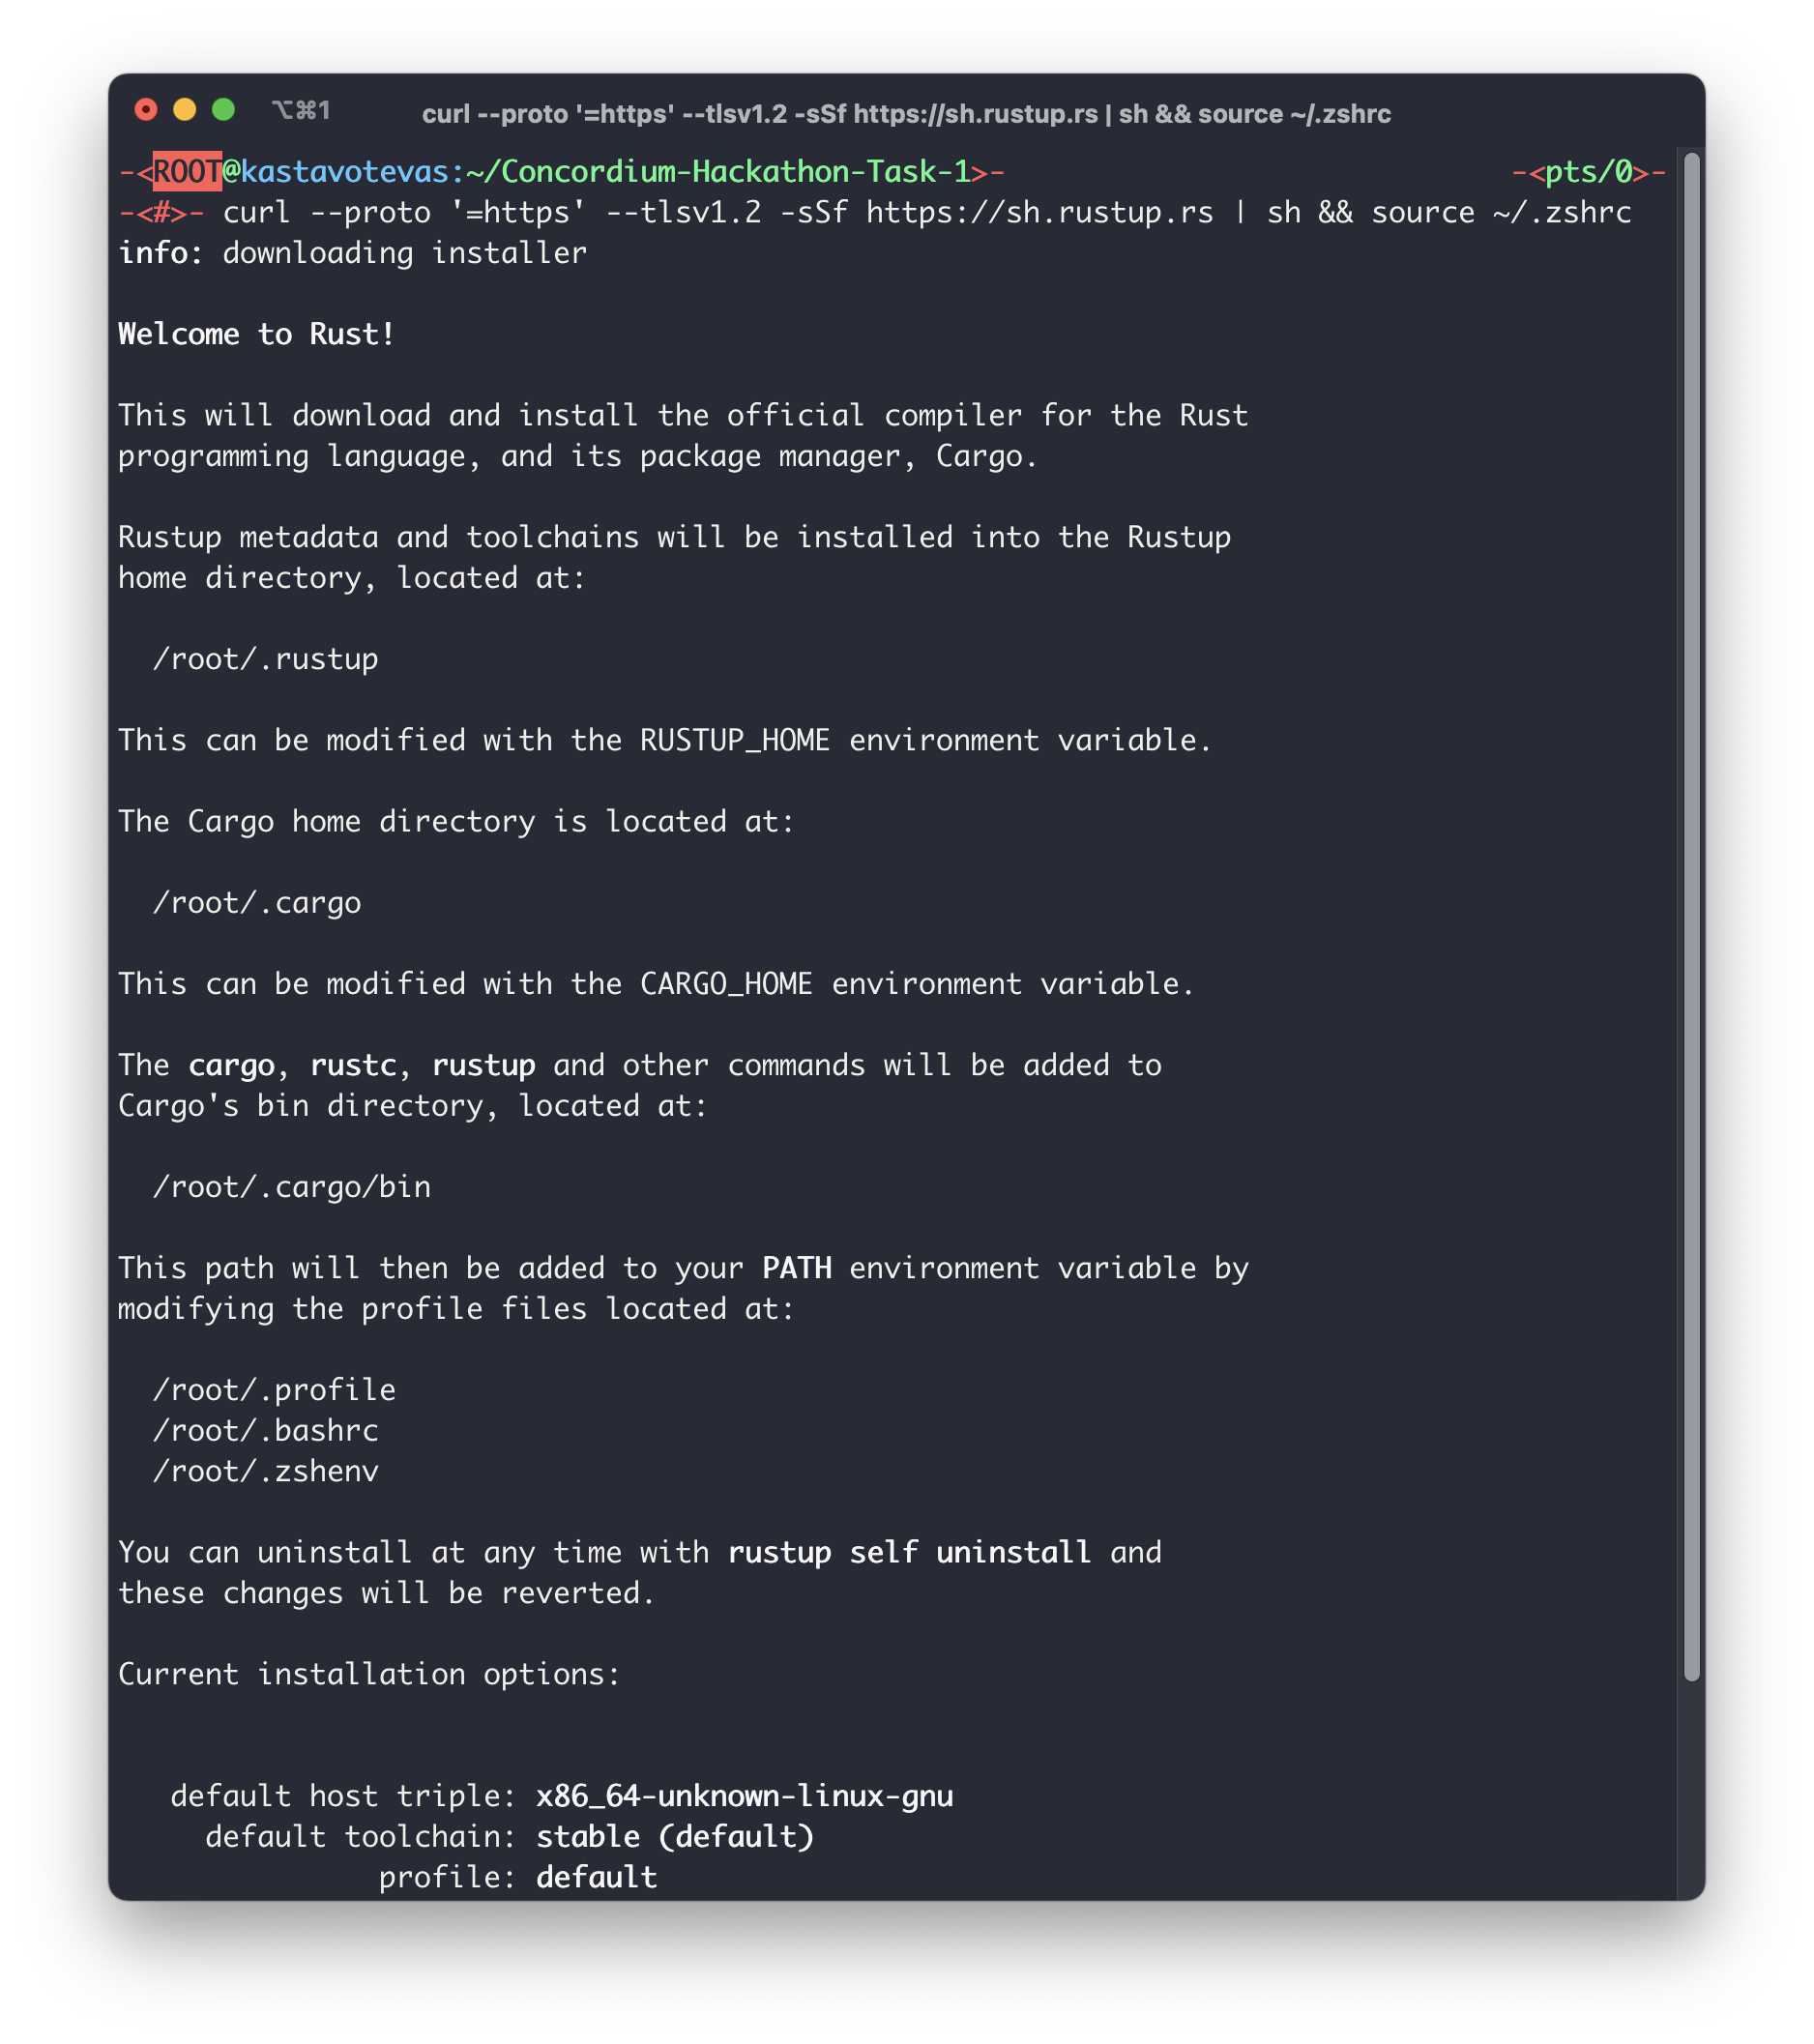 ⌥⌘1 curl --proto '=https' --tlsv1.2 -sSf https://sh.rustup.rs | sh && source ~/.zshrc
-<ROOT@kastavotevas:~/Concordium-Hackathon-Task-1>- -<pts/0>-
-<#>- curl --proto '=https' --tlsv1.2 -sSf https://sh.rustup.rs | sh && source ~/.zshrc
info: downloading installer
Welcome to Rust!
This will download and install the official compiler for the Rust
programming language, and its package manager, Cargo.
Rustup metadata and toolchains will be installed into the Rustup
home directory, located at:
/root/.rustup
This can be modified with the RUSTUP_HOME environment variable.
The Cargo home directory is located at:
/root/.cargo
This can be modified with the CARGO_HOME environment variable.
The cargo, rustc, rustup and other commands will be added to
Cargo's bin directory, located at:
/root/.cargo/bin
This path will then be added to your PATH environment variable by
modifying the profile files located at:
/root/.profile
/root/.bashrc
/root/.zshenv
You can uninstall at any time with rustup self uninstall and
these changes will be reverted.
Current installation options:
default host triple: x86_64-unknown-linux-gnu
default toolchain: stable (default)
profile: default